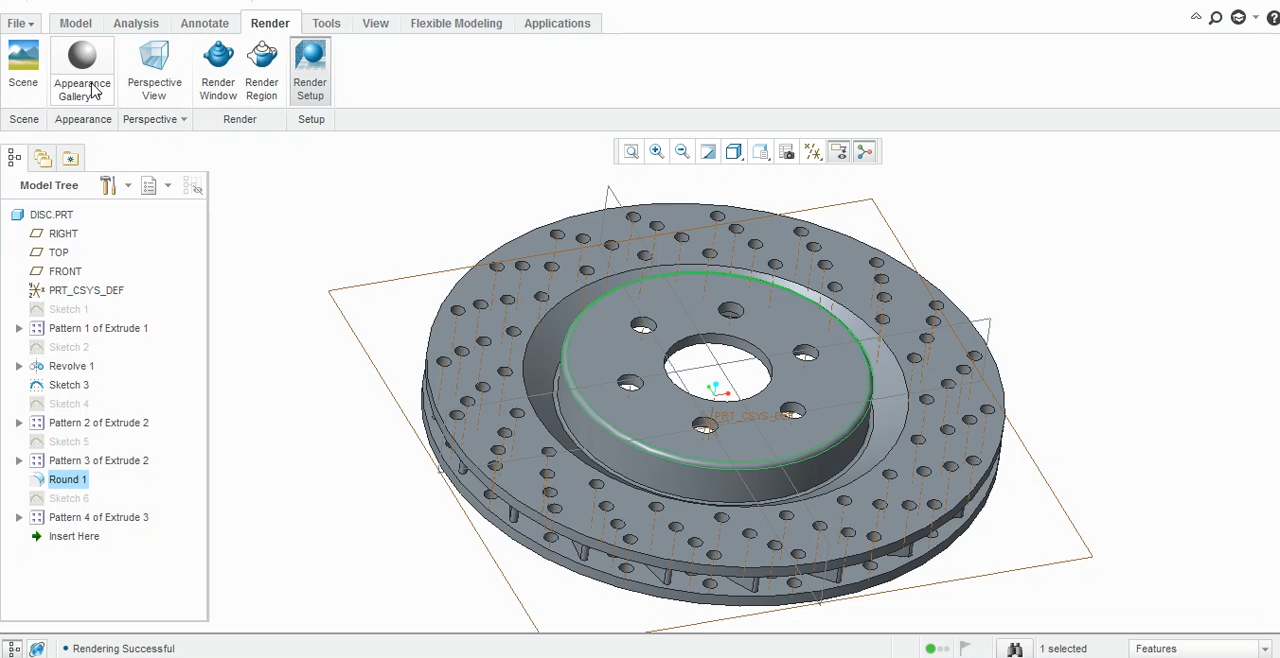 File Model Analysis Annotate Render Tools View Flexible Modeling Applications
Scene
Appearance
Gallery
Perspective
View
Render
Window
Render
Region
Render
Setup
Scene Appearance Perspective Render Setup
Model Tree
DISC.PRT
RIGHT
TOP
FRONT
PRT_CSYS_DEF
Sketch 1
Pattern 1 of Extrude 1
Sketch 2
Revolve 1
Sketch 3
Sketch 4
Pattern 2 of Extrude 2
Sketch 5
Pattern 3 of Extrude 2
Round 1
Sketch 6
Pattern 4 of Extrude 3
Insert Here
PRT_CSYS_DEF
Rendering Successful
1 selected
Features